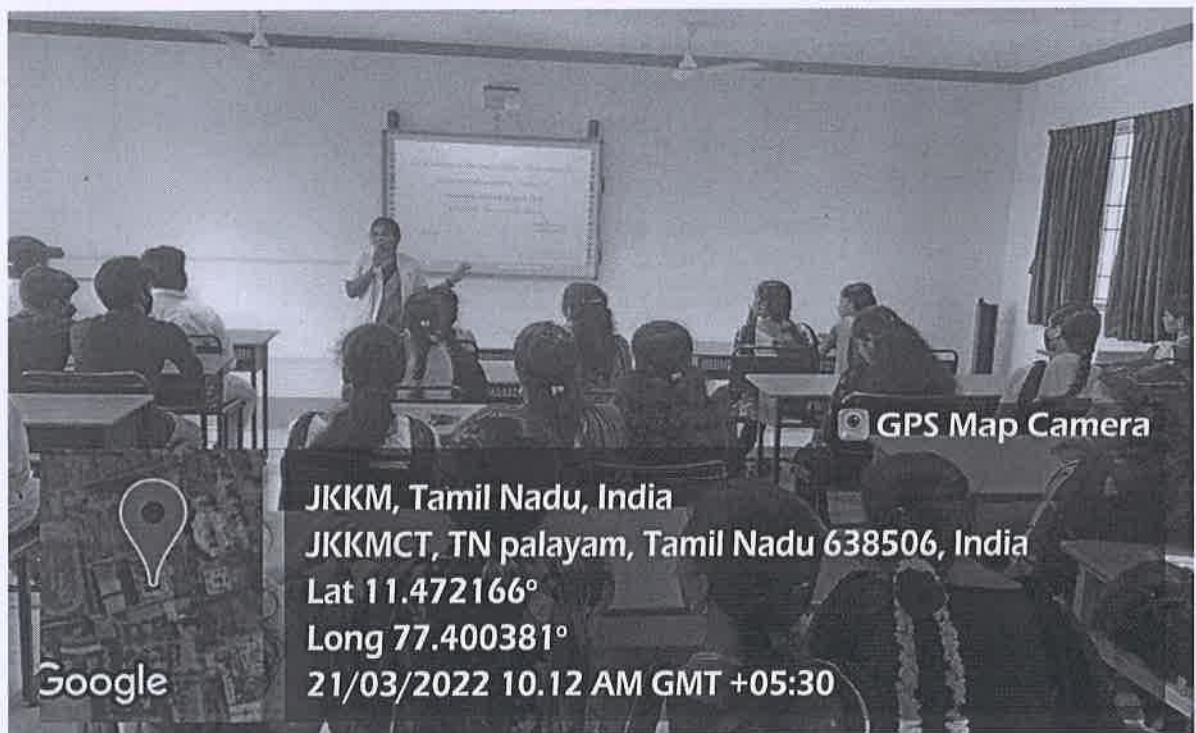 GPS Map Camera
JKKM, Tamil Nadu, India
JKKMCT, TN palayam, Tamil Nadu 638506, India
Lat 11.472166°
Long 77.400381°
21/03/2022 10.12 AM GMT +05:30
Google